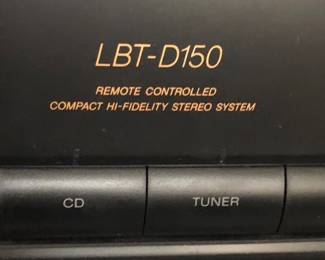 LBT-D150
REMOTE CONTROLLED
COMPACT HI-FIDELITY STEREO SYSTEM
CD
TUNER